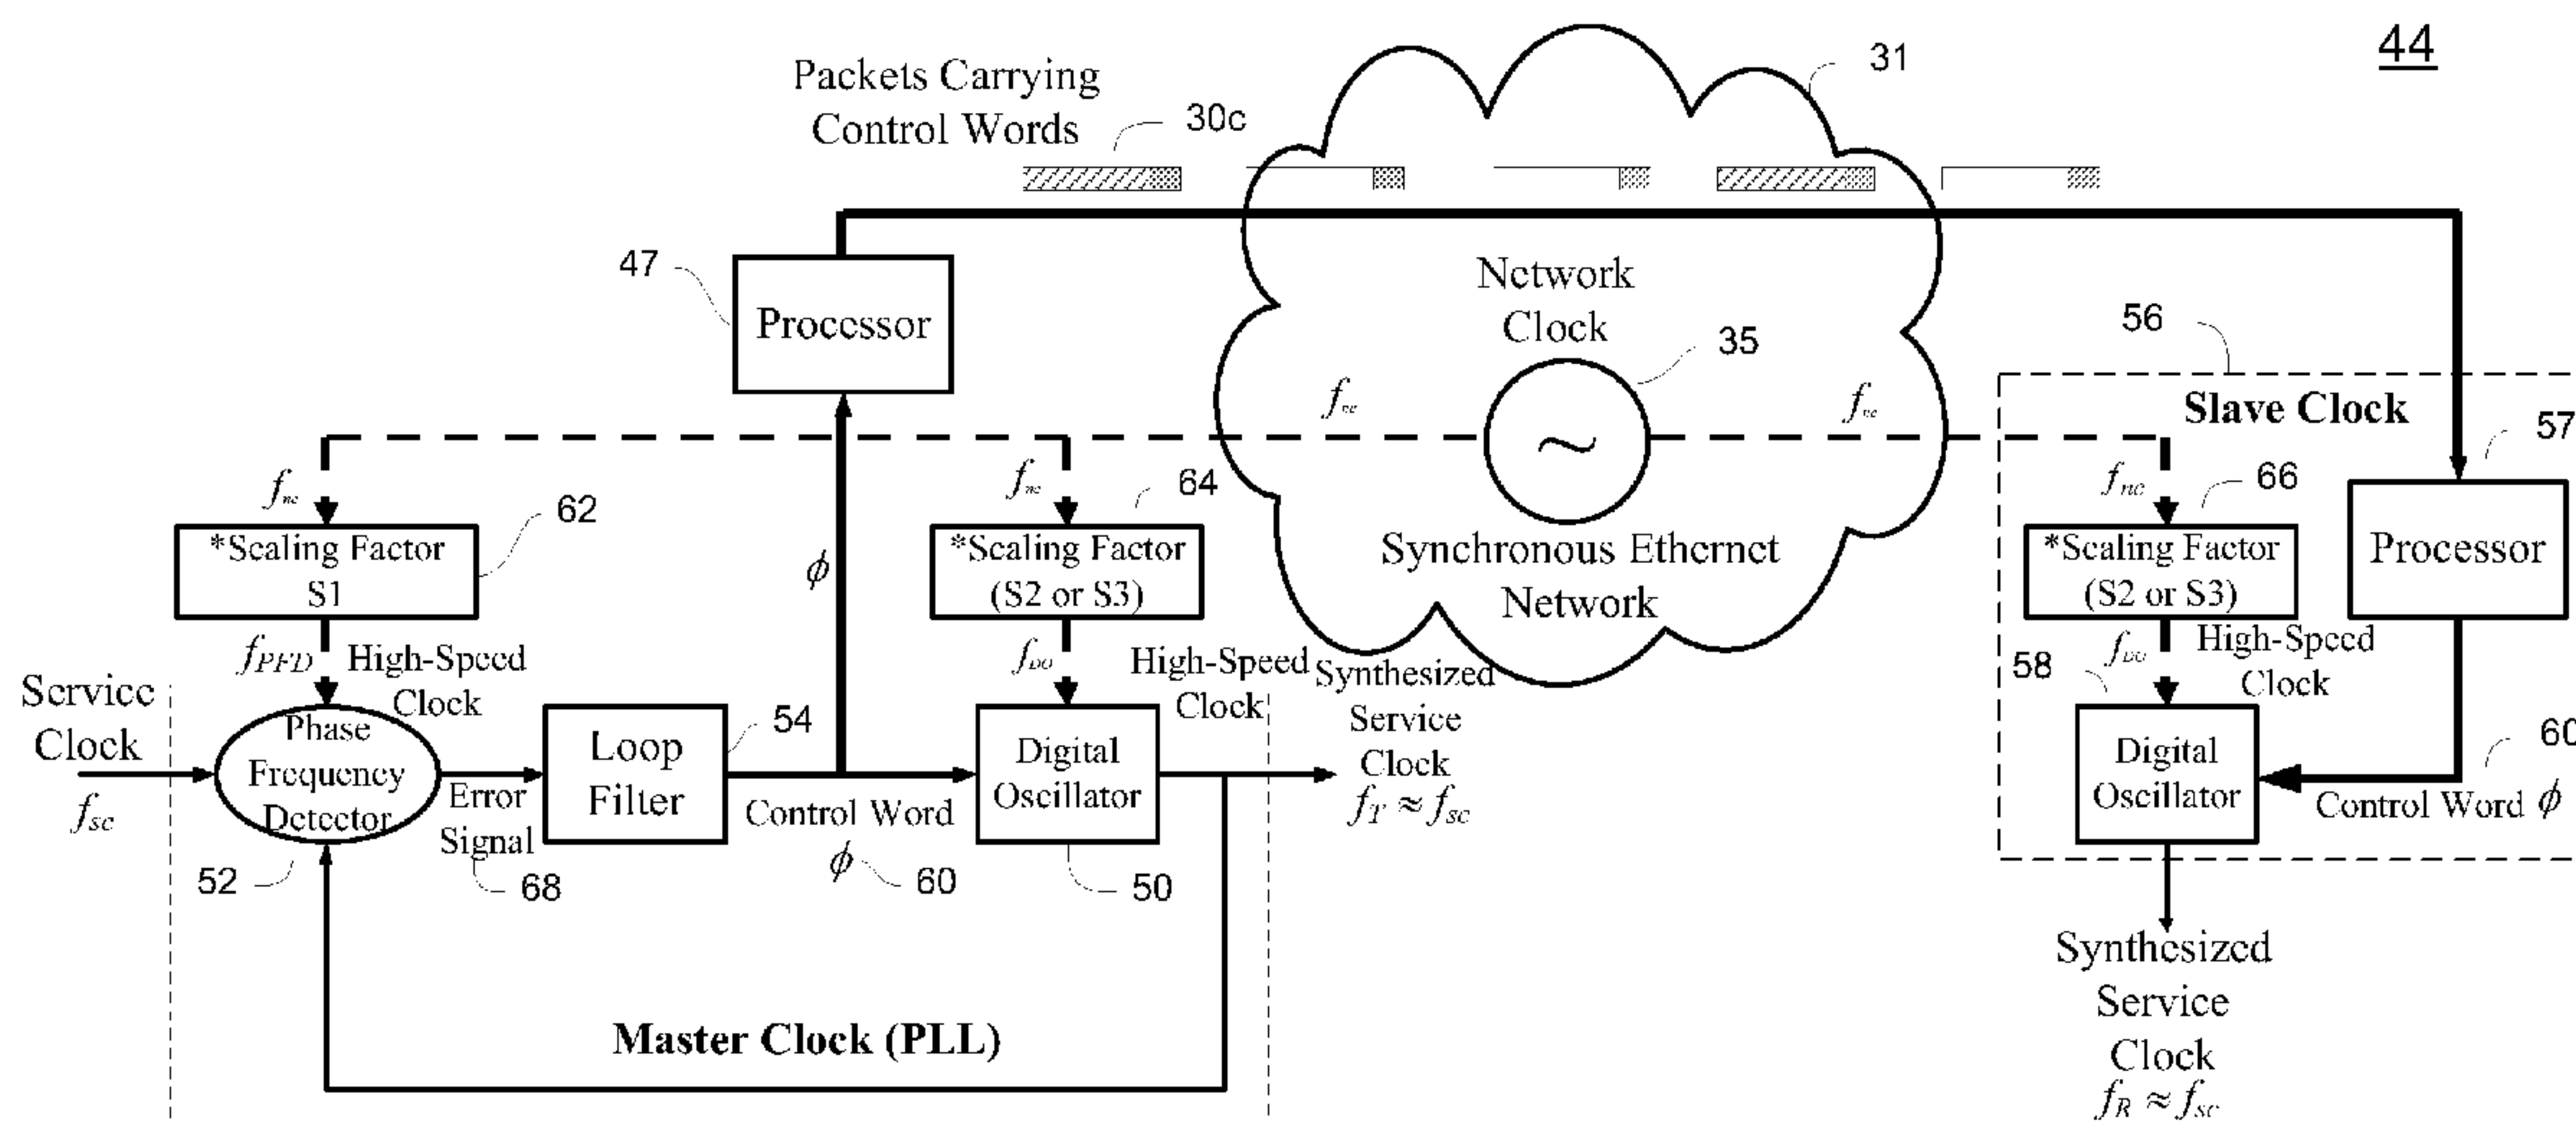 44
Packets Carrying
Control Words
30c
31
47
Processor
Network
Clock
35
f_nc
f_nc
Synchronous Ethernet
Network
56
Slave Clock
57
f_nc
*Scaling Factor
S1
62
f_PFD
High-Speed
Clock
ϕ
f_nc
64
*Scaling Factor
(S2 or S3)
f_DO
High-Speed
Clock
f_nc
66
*Scaling Factor
(S2 or S3)
Processor
f_DO
High-Speed
Clock
58
Digital
Oscillator
60
Control Word ϕ
Service
Clock
f_sc
Phase
Frequency
Detector
52
Error
Signal
68
Loop
Filter
54
Control Word
ϕ
60
Digital
Oscillator
50
Synthesized
Service
Clock
f_T ≈ f_sc
Master Clock (PLL)
Synthesized
Service
Clock
f_R ≈ f_sc